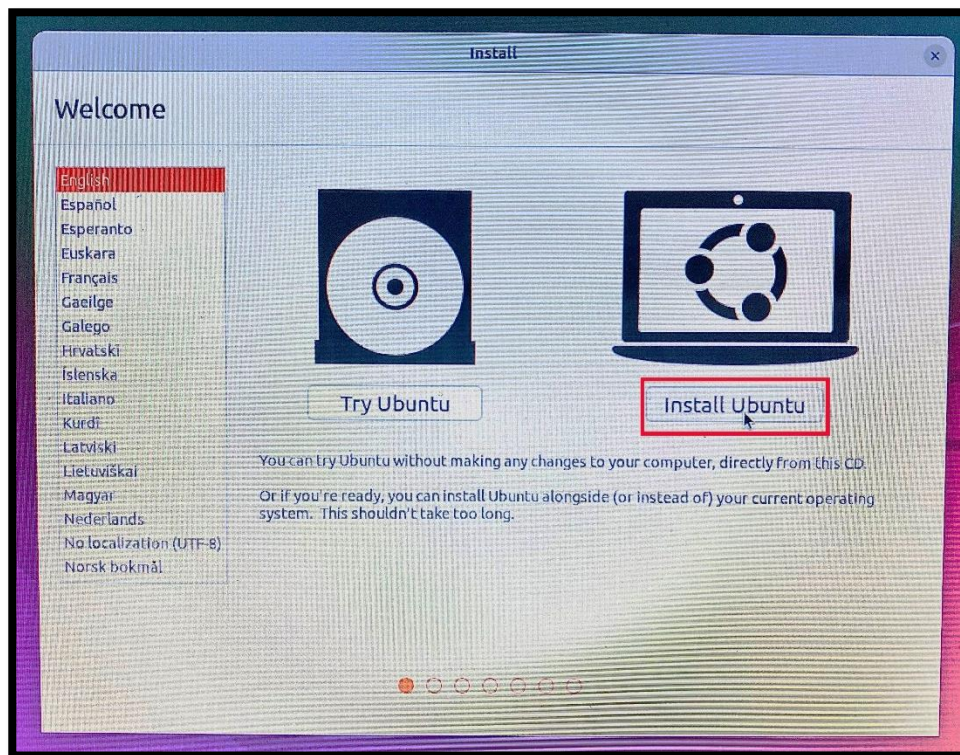 Install
Welcome
English
Español
Esperanto
Euskara
Français
Gaeilge
Galego
Hrvatski
Íslenska
Italiano
Kurdî
Latviski
Lietuviškai
Magyar
Nederlands
No localization (UTF-8)
Norsk bokmål
Try Ubuntu
Install Ubuntu
You can try Ubuntu without making any changes to your computer, directly from this CD.
Or if you're ready, you can install Ubuntu alongside (or instead of) your current operating
system. This shouldn't take too long.